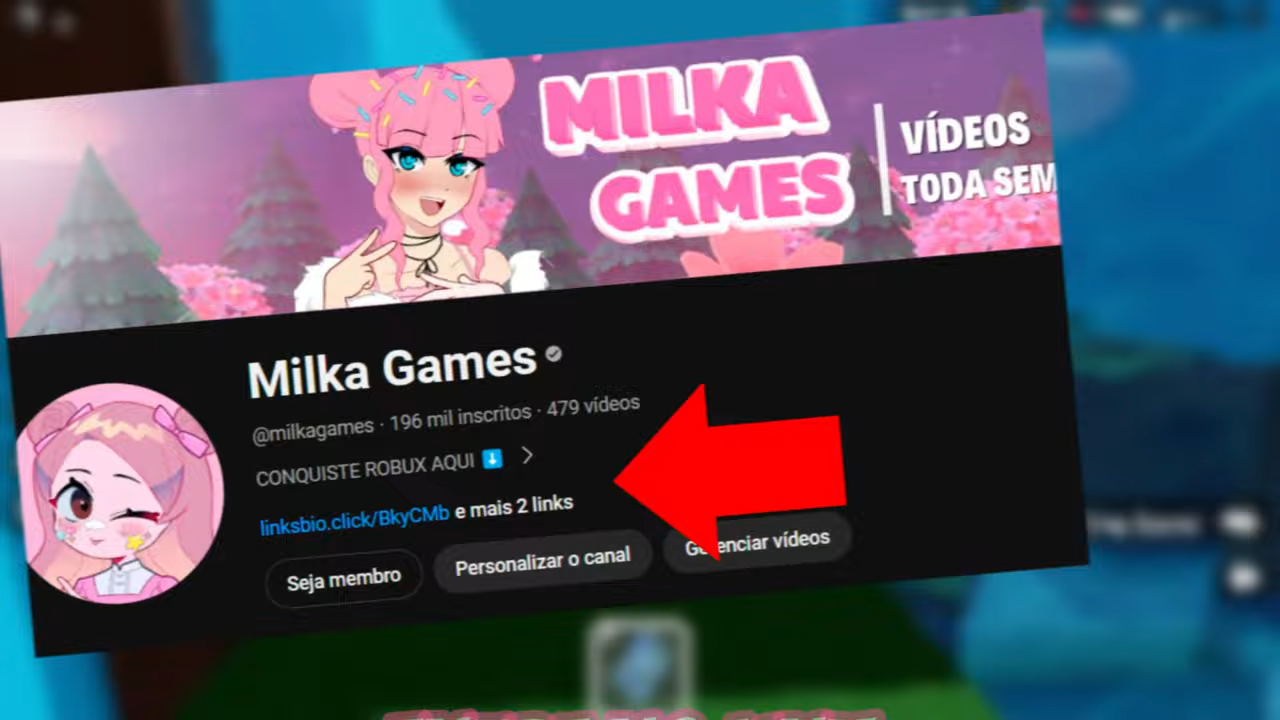 MILKA
GAMES
VÍDEOS
TODA SEM
Milka Games
@milkagames · 196 mil inscritos · 479 vídeos
CONQUISTE ROBUX AQUI ⬇️ >
linksbio.click/BkyCMb e mais 2 links
Seja membro
Personalizar o canal
Gerenciar vídeos